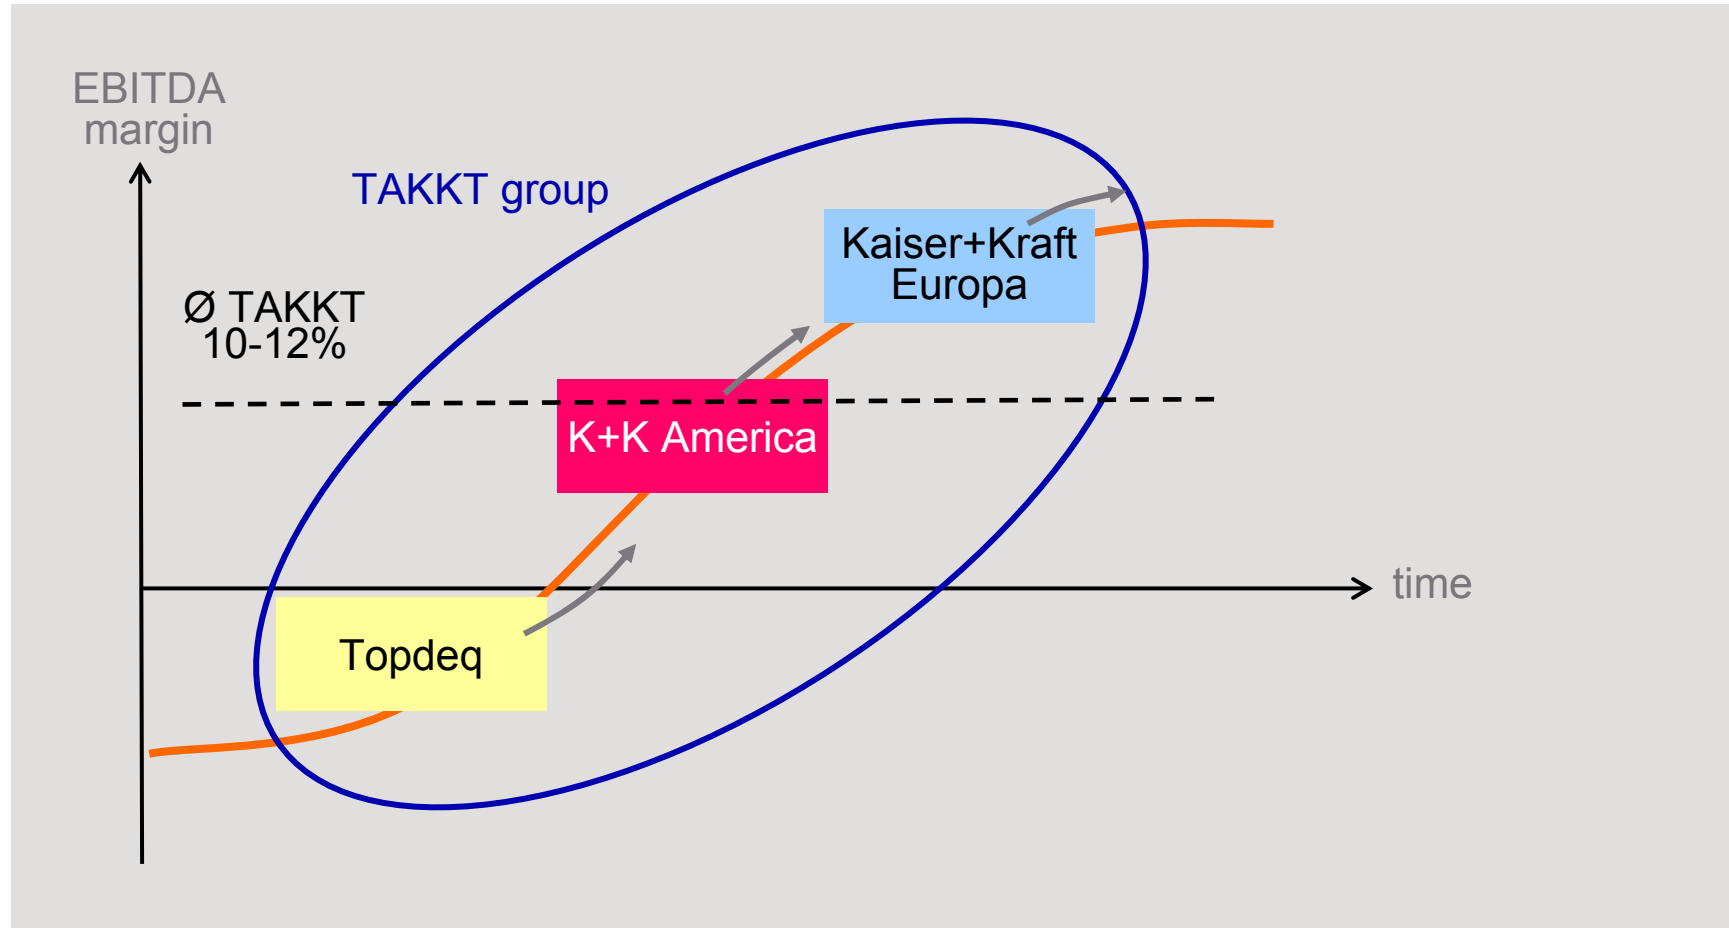 EBITDA
margin
TAKKT group
Ø TAKKT
10-12%
Kaiser+Kraft
Europa
K+K America
time
Topdeq